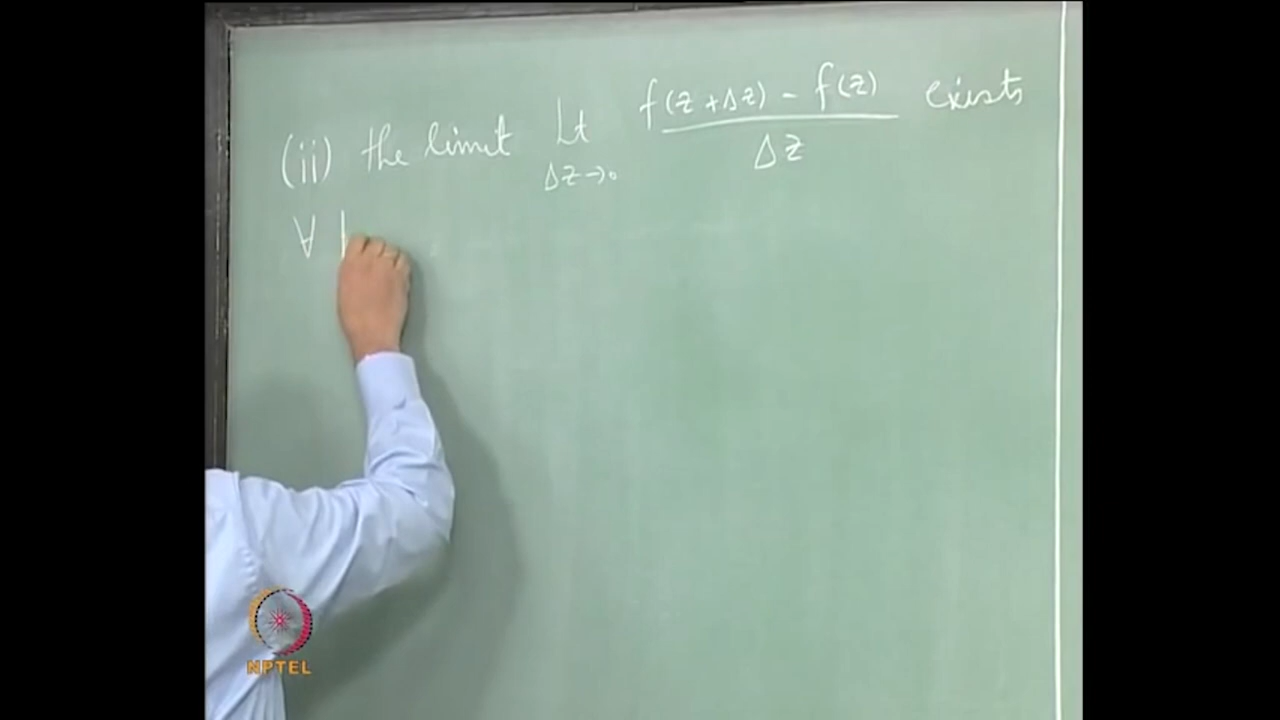 (ii) the limit Lt Δz→0 f(z+Δz) - f(z) / Δz exists
∀
NPTEL